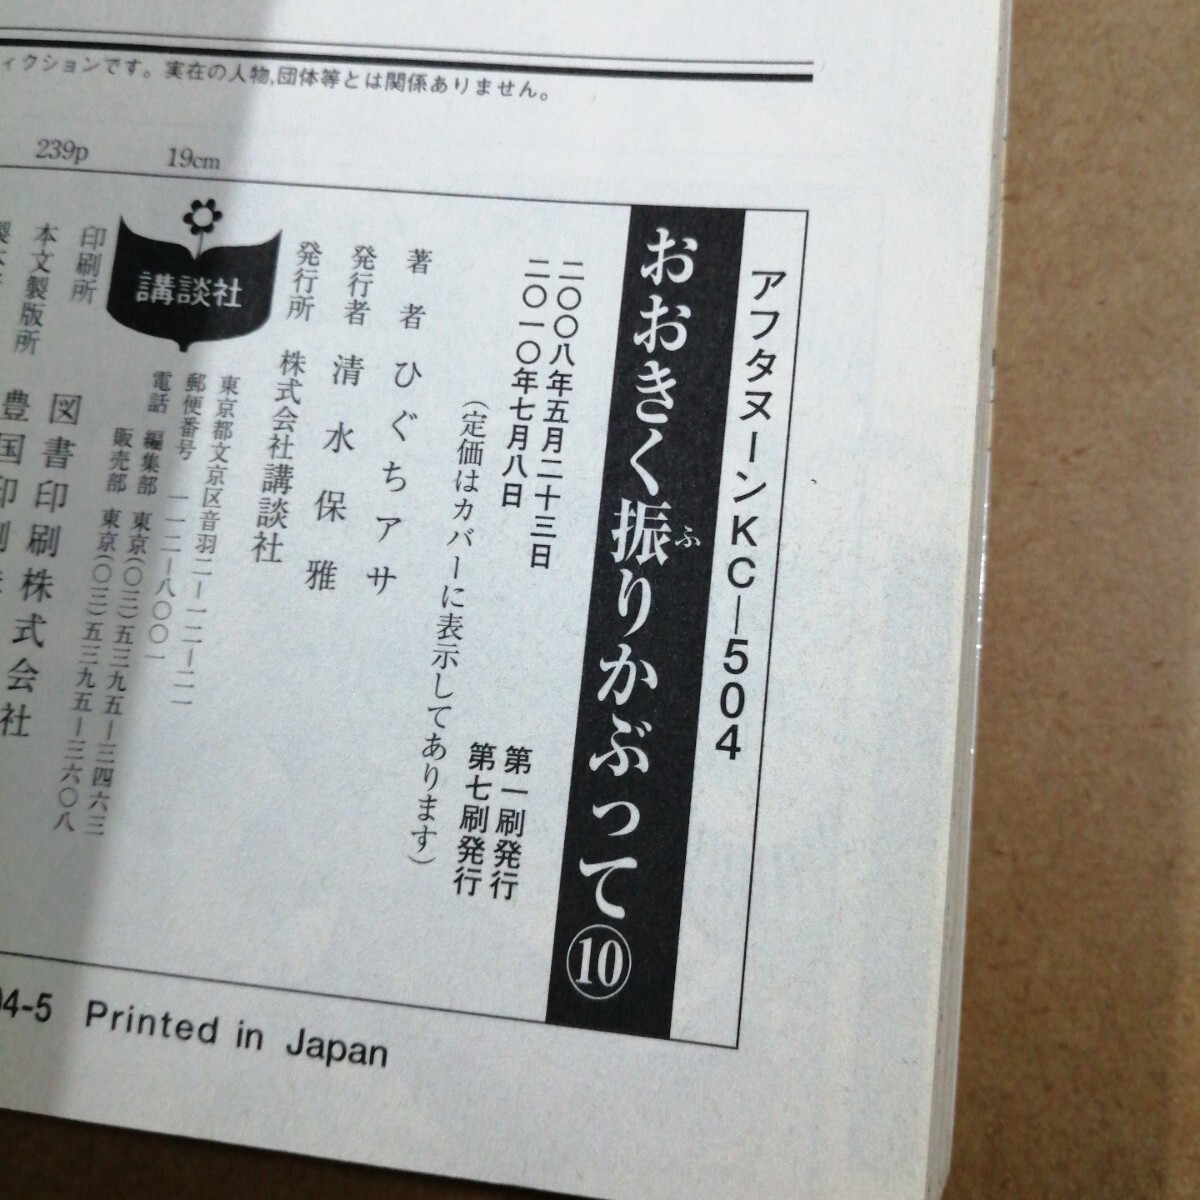 ィクションです。実在の人物,団体等とは関係ありません。
239p 19cm
アフタヌーンKC―504
おおきく振りかぶって⑩
ふ
二〇〇八年五月二十三日 第一刷発行
二〇一〇年七月八日 第七刷発行
(定価はカバーに表示してあります)
著者 ひぐちアサ
発行者 清水保雅
発行所 株式会社講談社
東京都文京区音羽二―一二―二一
郵便番号 一一二―八〇〇一
電話 編集部 東京(〇三)五三九五―三四六三
販売部 東京(〇三)五三九五―三六〇八
講談社
印刷所 図書印刷株式会社
本文製版所 豊国印刷
04-5 Printed in Japan